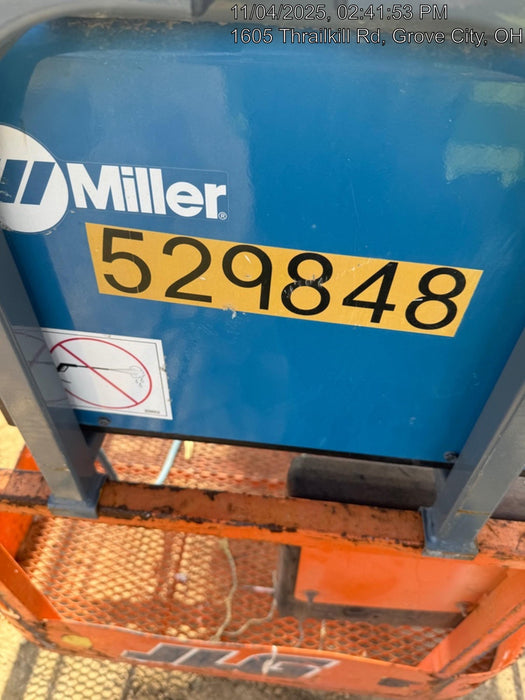 11/04/2025, 02:41:53 PM
1605 Thrailkill Rd, Grove City, OH
Miller®
529848
JLG